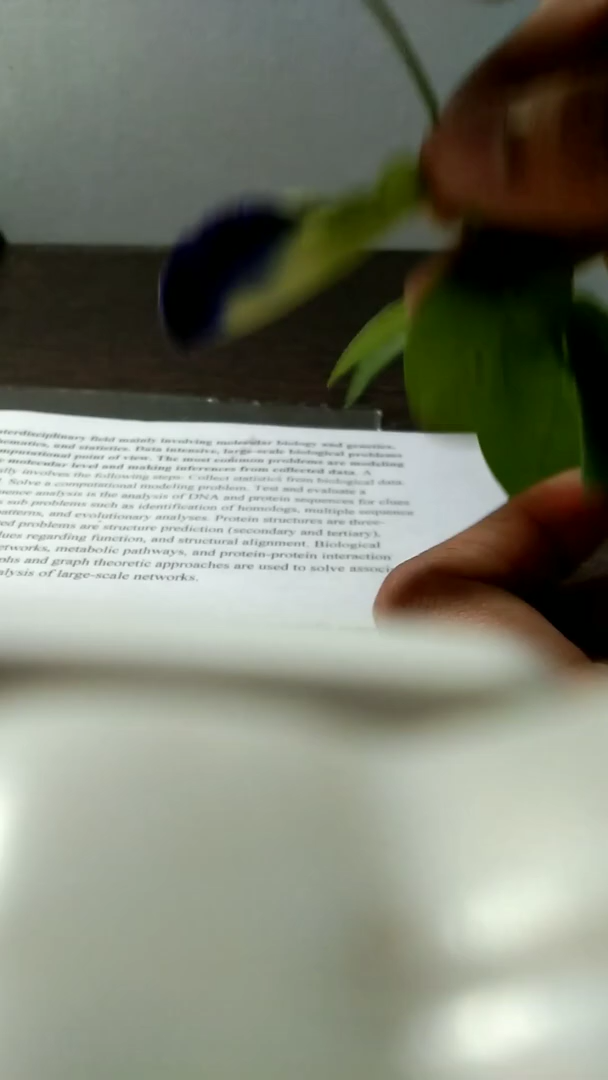 nterdisciplinary field mainly involving molecular biology and genetics,
ematics, and statistics. Data intensive, large-scale biological problems
mputational point of view. The most common problems are modeling
e molecular level and making inferences from collected data. A
ily involves the following steps: Collect statistics from biological data.
l. Solve a computational modeling problem. Test and evaluate a
uence analysis is the analysis of DNA and protein sequences for clues
s sub problems such as identification of homologs, multiple sequence
patterns, and evolutionary analyses. Protein structures are three-
ed problems are structure prediction (secondary and tertiary),
lues regarding function, and structural alignment. Biological
erworks, metabolic pathways, and protein-protein interaction
phs and graph theoretic approaches are used to solve associ
alysis of large-scale networks.